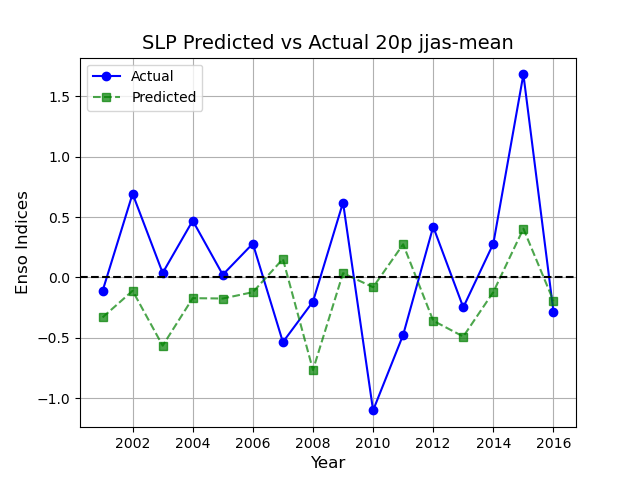 SLP Predicted vs Actual 20p jjas-mean
Actual
Predicted
1.5
1.0
0.5
0.0
−0.5
−1.0
Enso Indices
2002 2004 2006 2008 2010 2012 2014 2016
Year